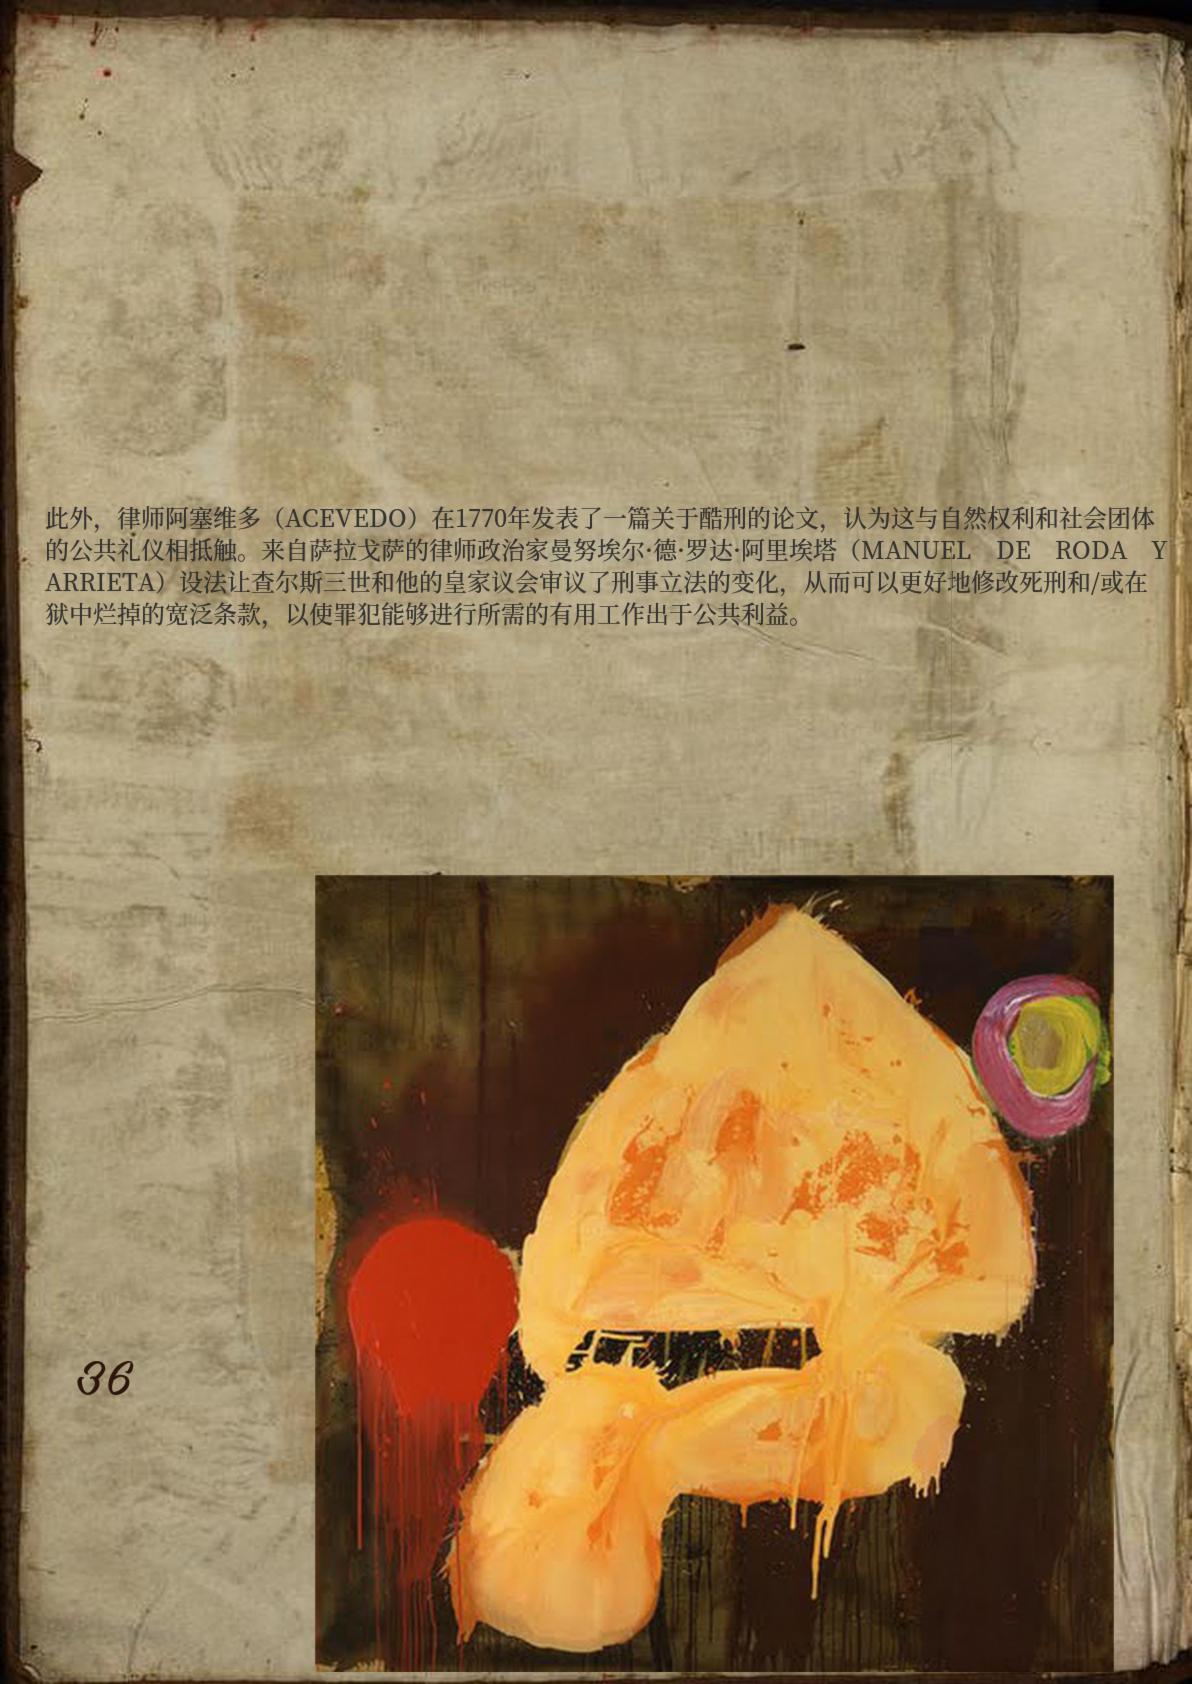 此外，律师阿塞维多（ACEVEDO）在1770年发表了一篇关于酷刑的论文，认为这与自然权利和社会团体
的公共礼仪相抵触。来自萨拉戈萨的律师政治家曼努埃尔·德·罗达·阿里埃塔（MANUEL DE RODA Y
ARRIETA）设法让查尔斯三世和他的皇家议会审议了刑事立法的变化，从而可以更好地修改死刑和/或在
狱中烂掉的宽泛条款，以使罪犯能够进行所需的有用工作出于公共利益。
36